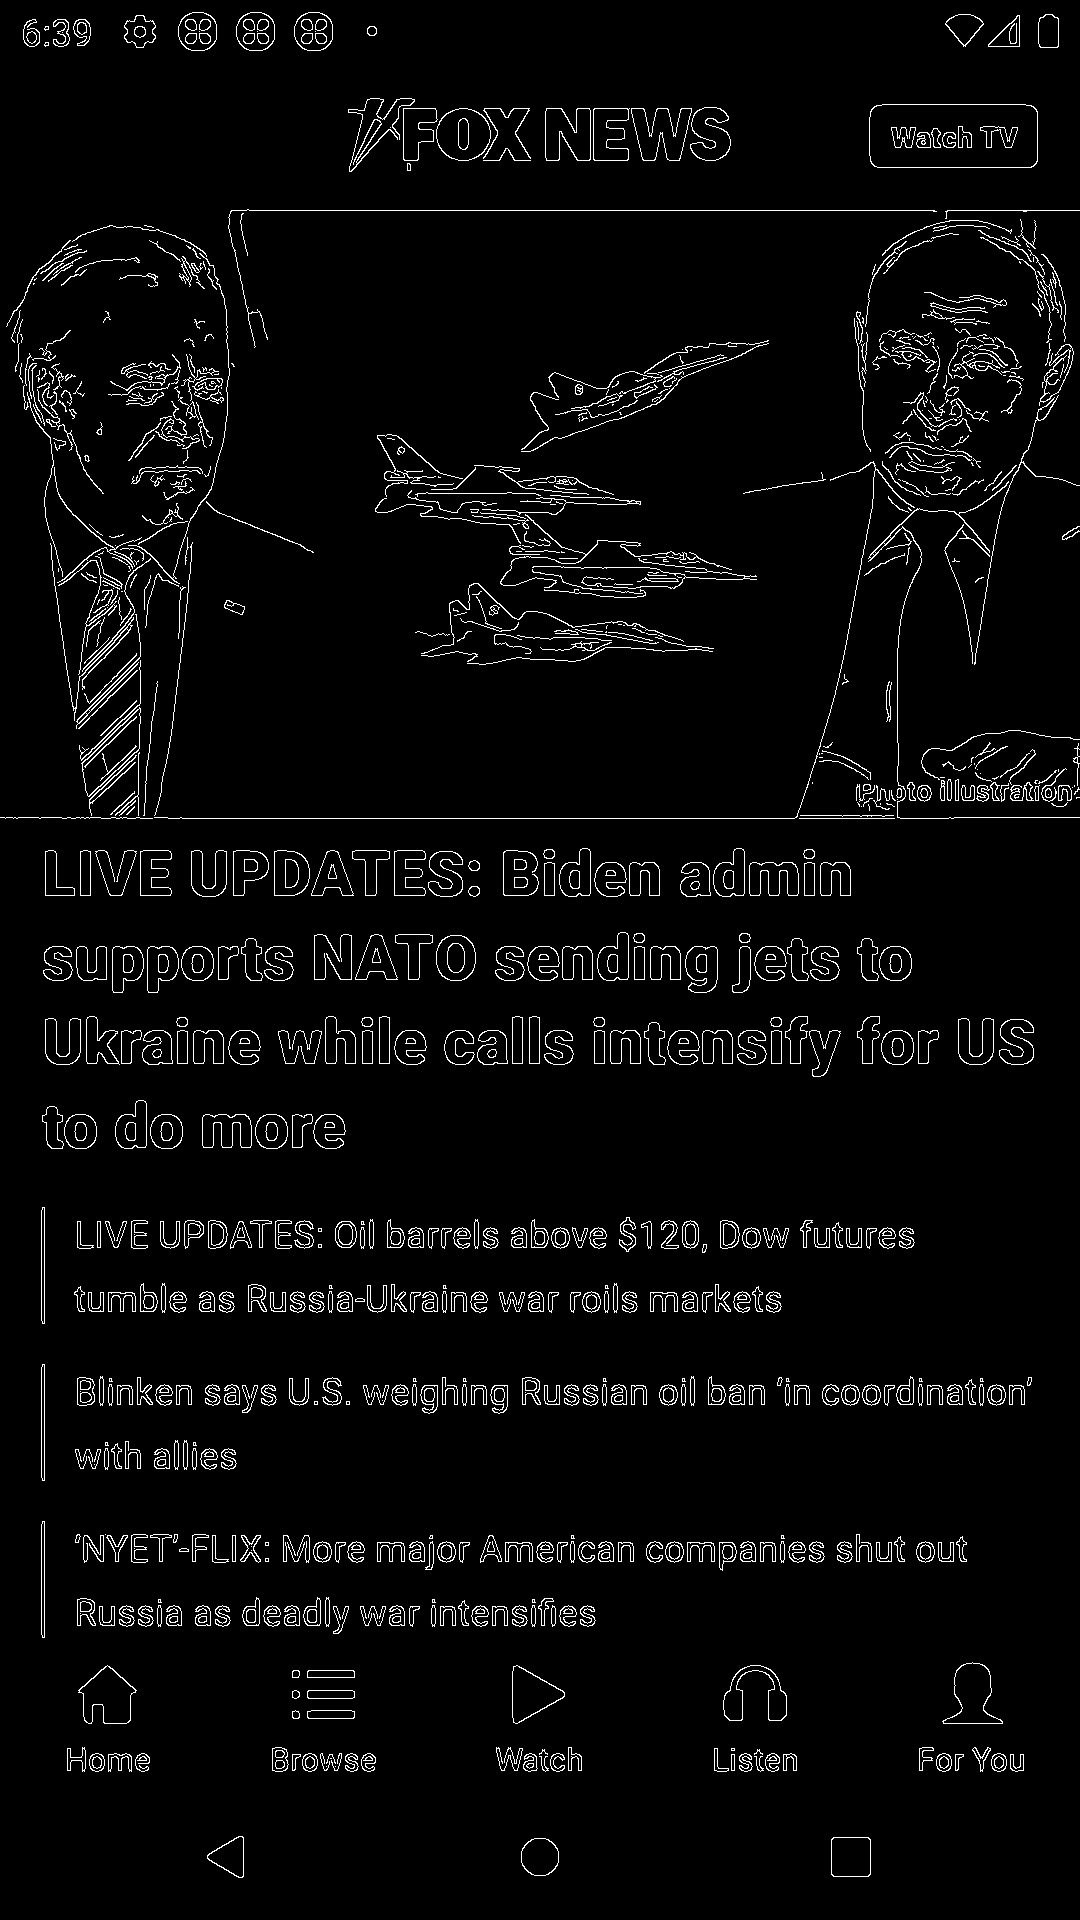 6:39
FOX NEWS
Watch TV
Photo illustration
LIVE UPDATES: Biden admin
supports NATO sending jets to
Ukraine while calls intensify for US
to do more
LIVE UPDATES: Oil barrels above $120, Dow futures
tumble as Russia-Ukraine war roils markets
Blinken says U.S. weighing Russian oil ban ‘in coordination’
with allies
‘NYET’-FLIX: More major American companies shut out
Russia as deadly war intensifies
Home
Browse
Watch
Listen
For You